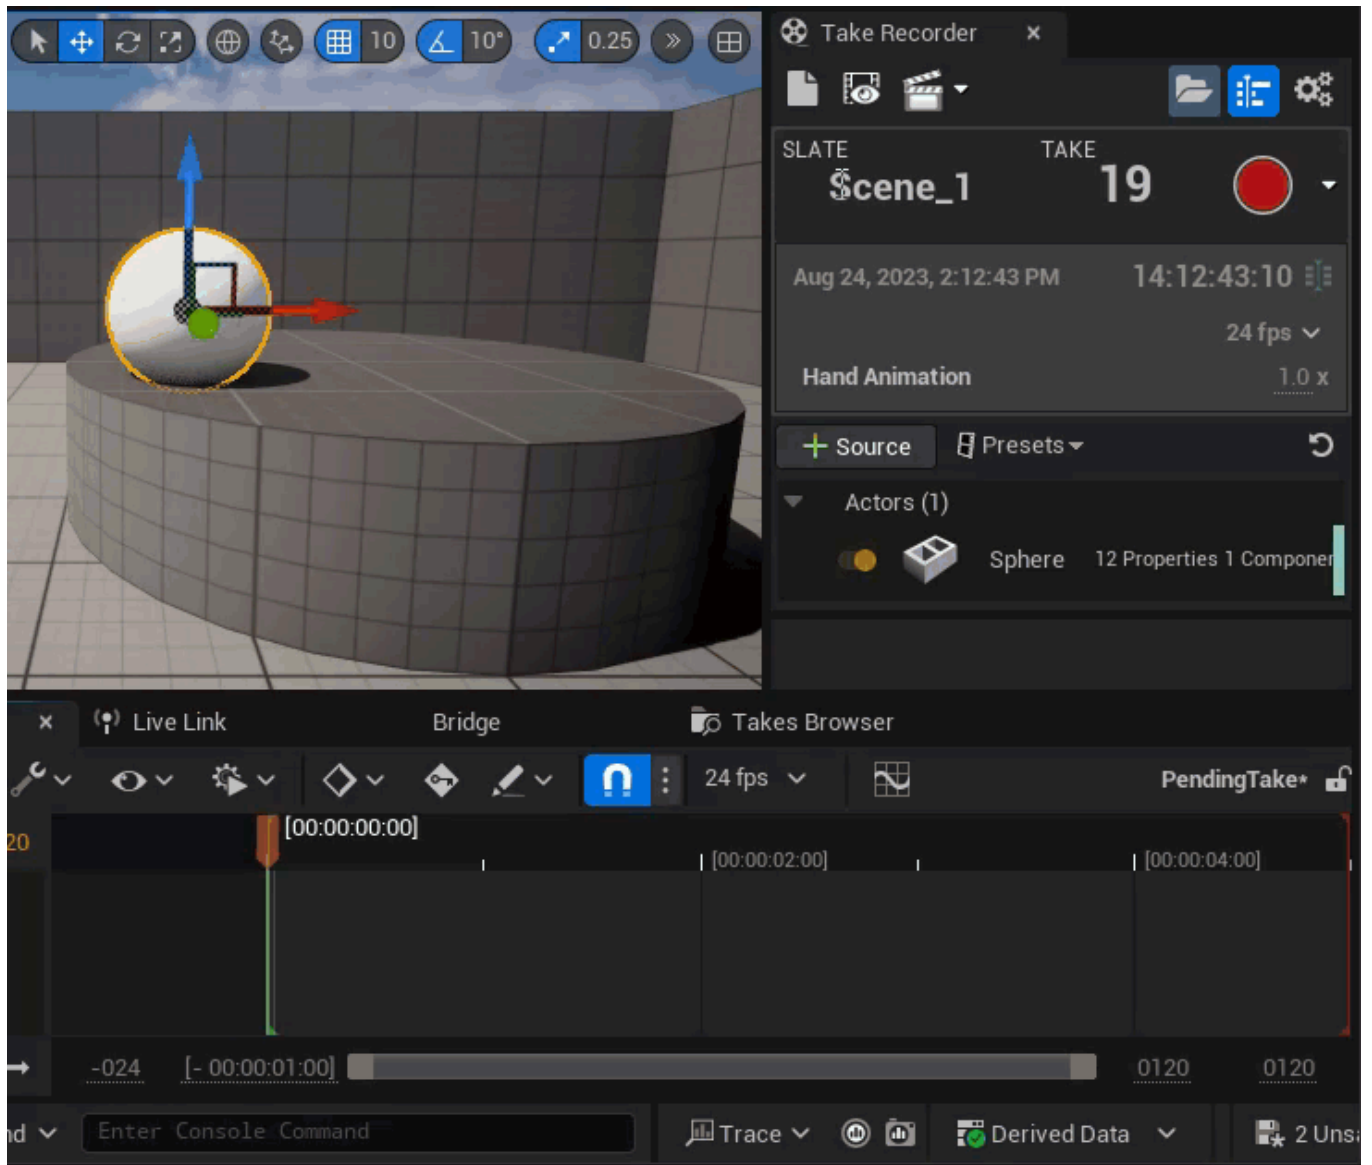 10
10°
0.25
Take Recorder
SLATE
TAKE
Scene_1
19
Aug 24, 2023, 2:12:43 PM
14:12:43:10
24 fps
Hand Animation
1.0 x
Source
Presets
Actors (1)
Sphere
12 Properties 1 Componer
Live Link
Bridge
Takes Browser
24 fps
PendingTake*
20
[00:00:00:00]
[00:00:02:00]
[00:00:04:00]
-024
[- 00:00:01:00]
0120
0120
nd
Enter Console Command
Trace
Derived Data
2 Unsa